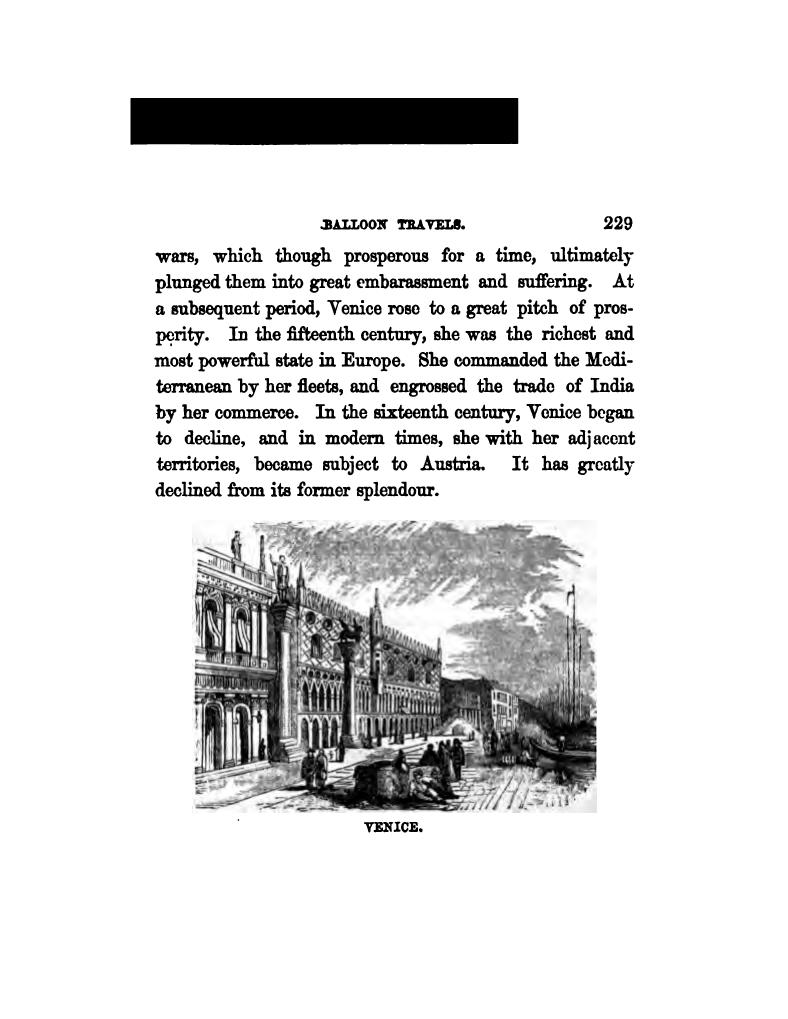 BALLOON TRAVELS. 229
wars, which though prosperous for a time, ultimately
plunged them into great embarassment and suffering. At
a subsequent period, Venice rose to a great pitch of pros-
perity. In the fifteenth century, she was the richest and
most powerful state in Europe. She commanded the Medi-
terranean by her fleets, and engrossed the trade of India
by her commerce. In the sixteenth century, Venice began
to decline, and in modern times, she with her adjacent
territories, became subject to Austria. It has greatly
declined from its former splendour.
VENICE.